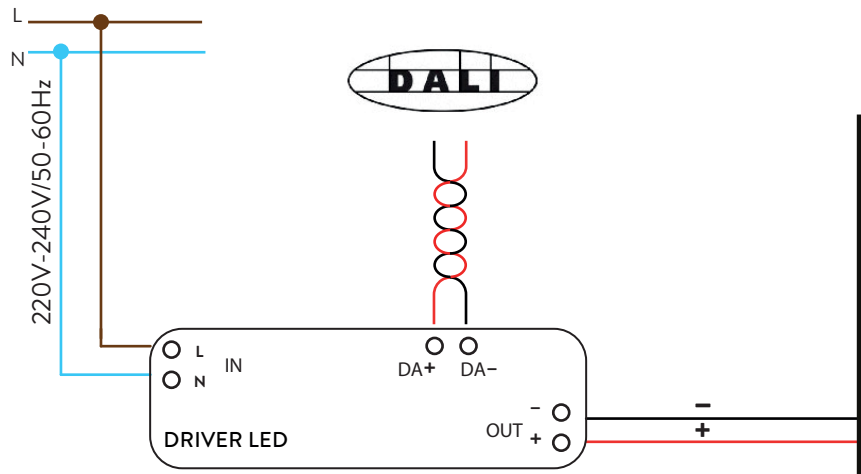 L
N
220V-240V/50-60Hz
DALI
L
IN
N
DA+ DA−
DRIVER LED
OUT
−
+
−
+